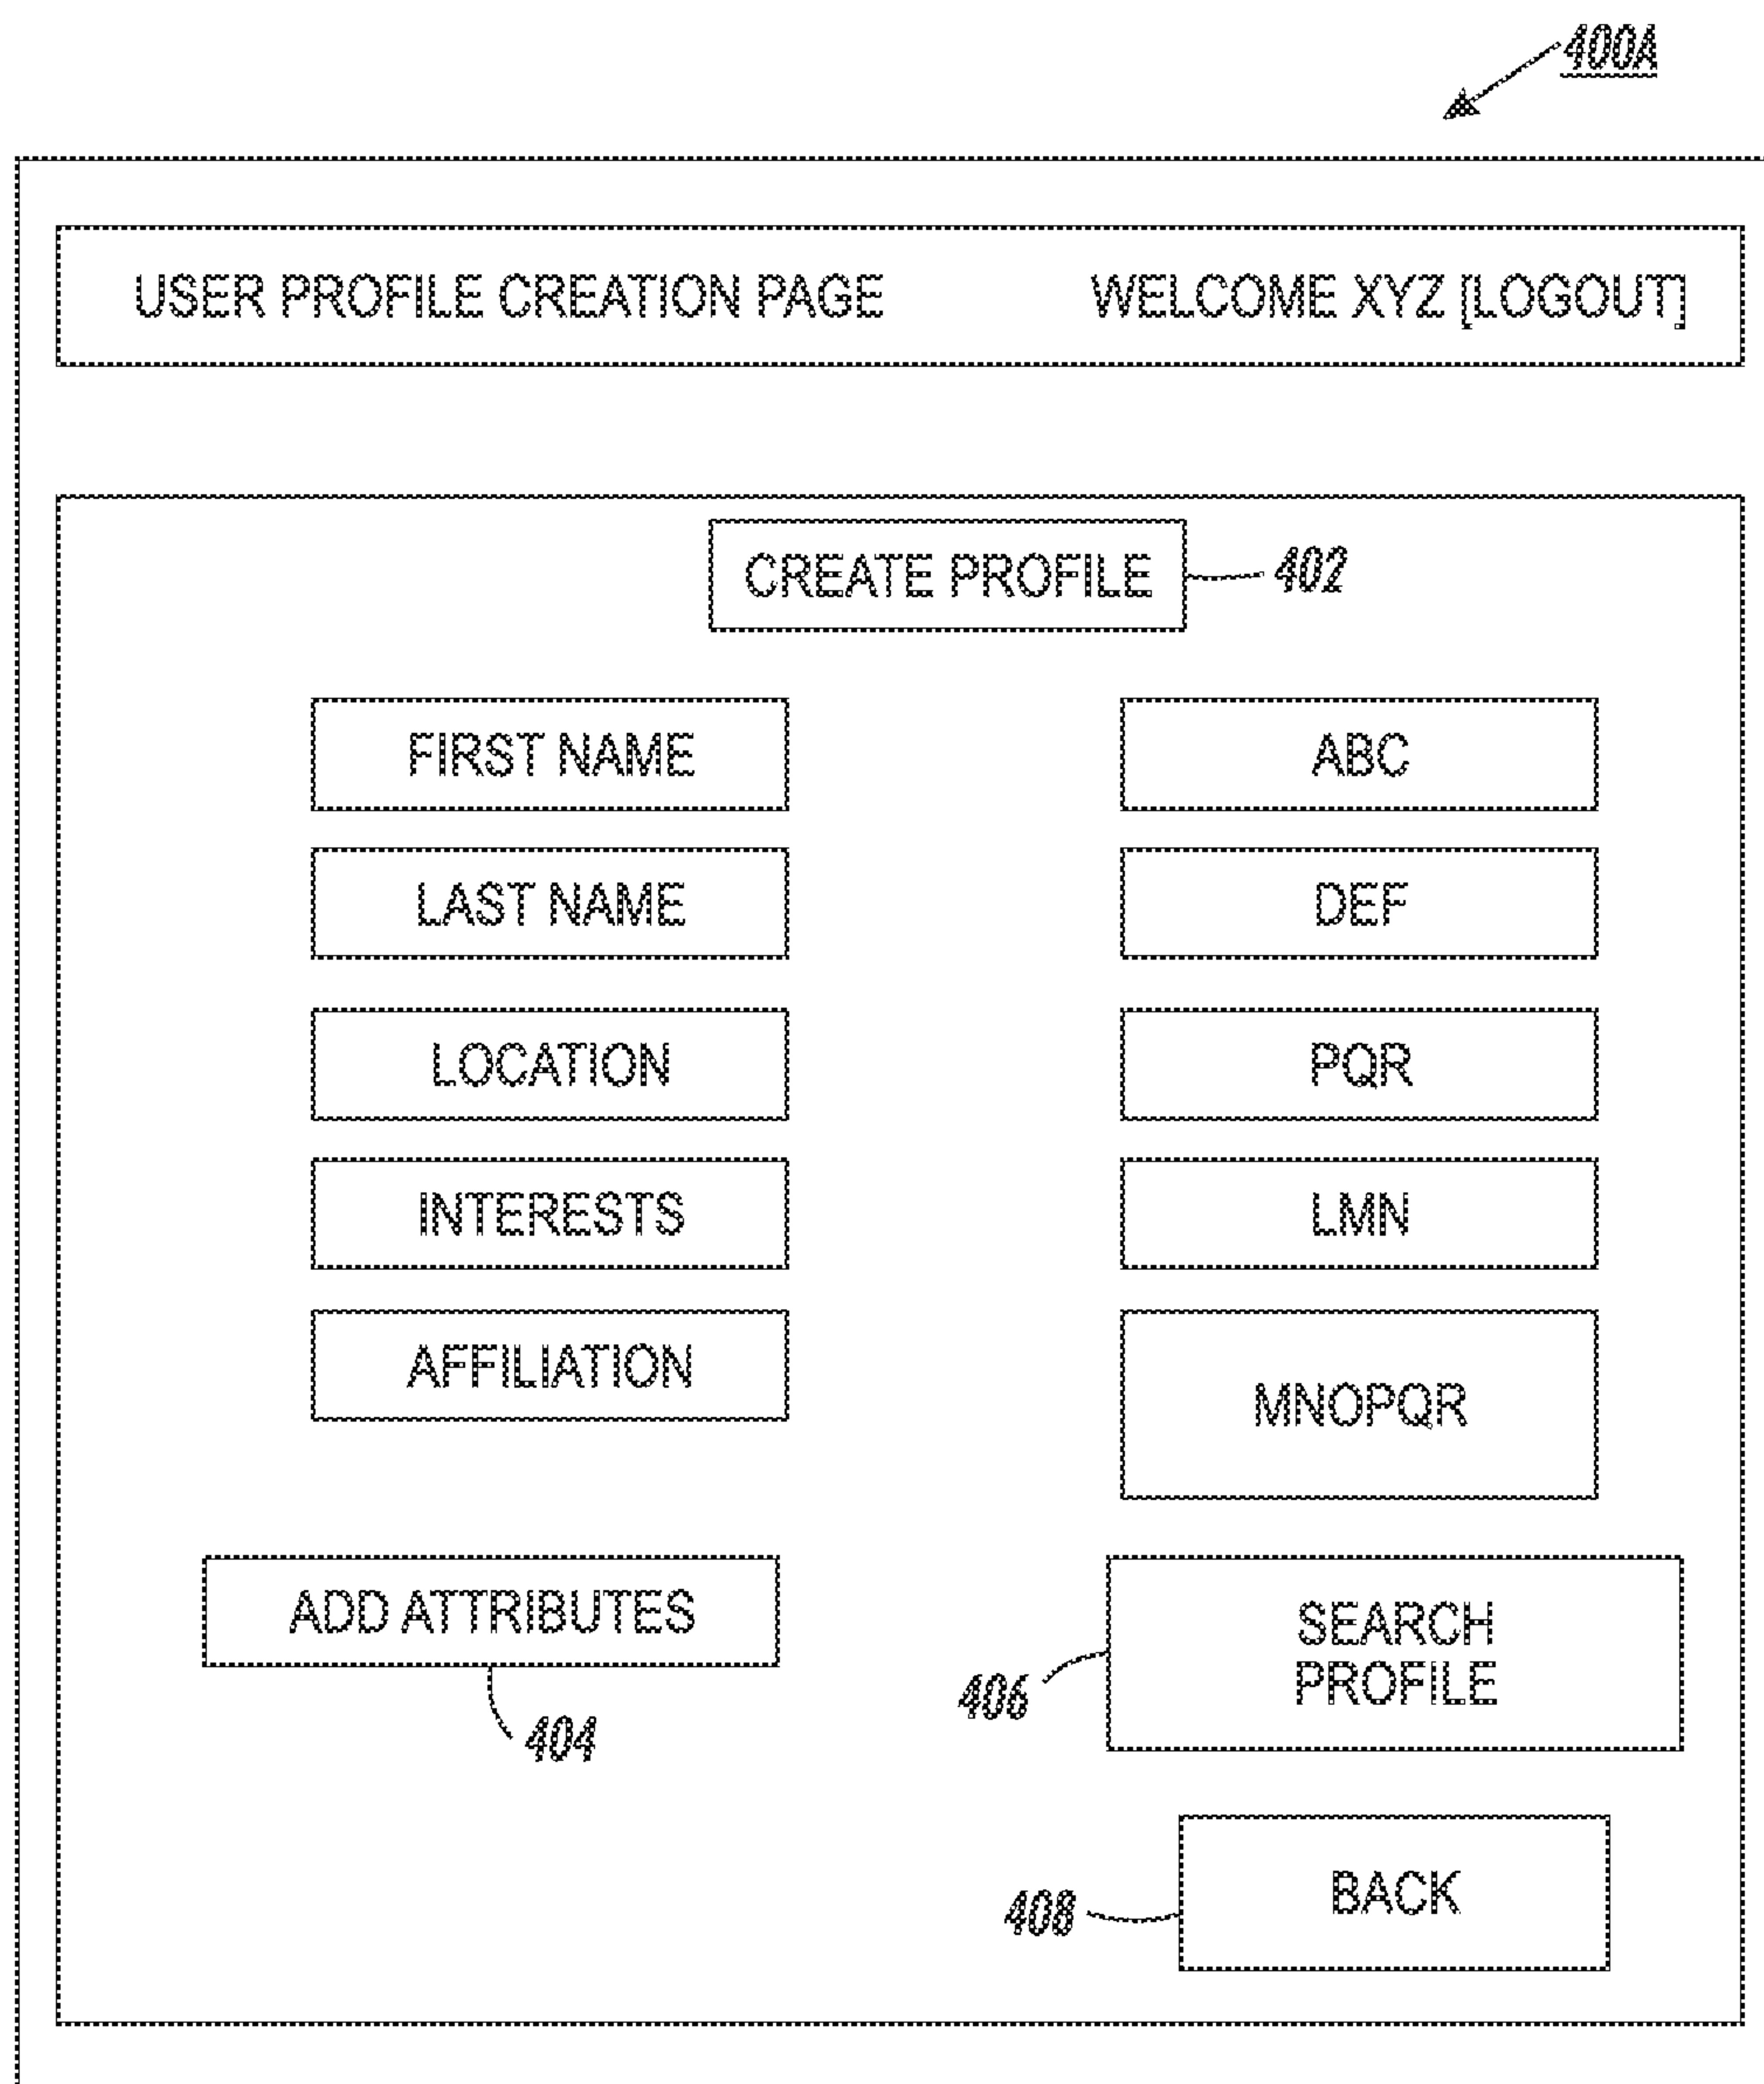 400A
USER PROFILE CREATION PAGE WELCOME XYZ [LOGOUT]
CREATE PROFILE 402
FIRST NAME ABC
LAST NAME DEF
LOCATION PQR
INTERESTS LMN
AFFILIATION MNOPQR
ADD ATTRIBUTES SEARCH
PROFILE
406
404
BACK
408